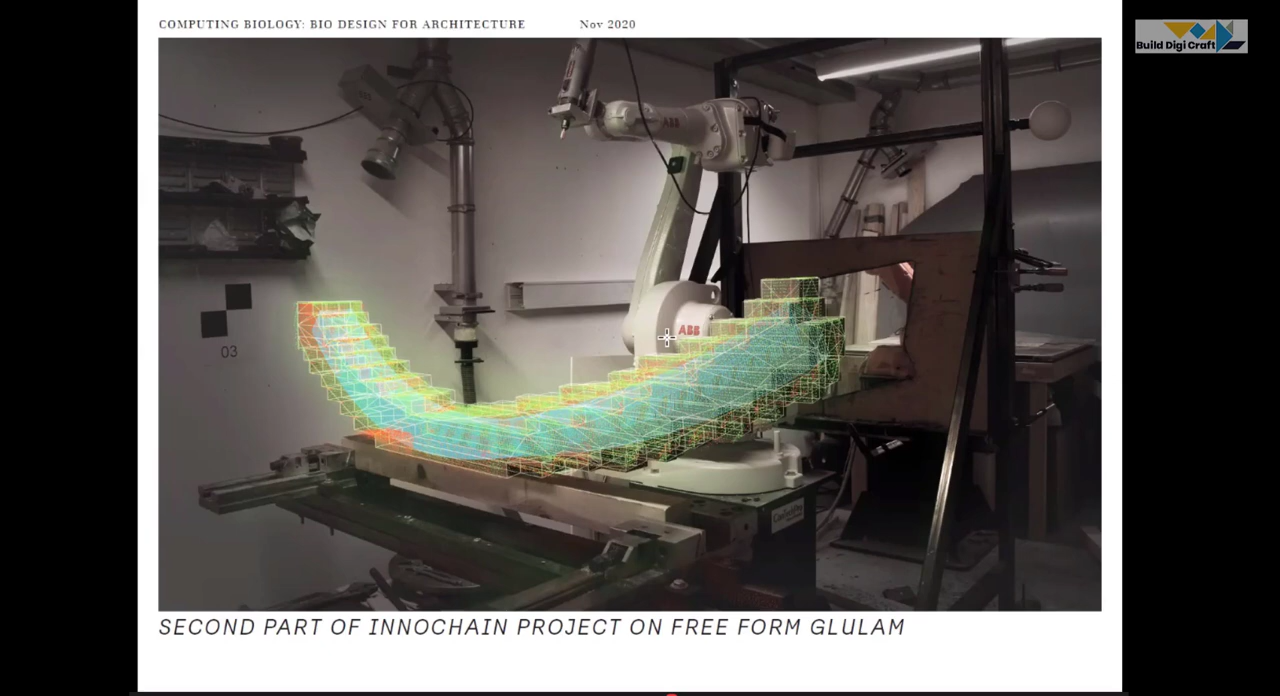 COMPUTING BIOLOGY: BIO DESIGN FOR ARCHITECTURE Nov 2020
Build Digi Craft
ABB
ABB
03
SECOND PART OF INNOCHAIN PROJECT ON FREE FORM GLULAM